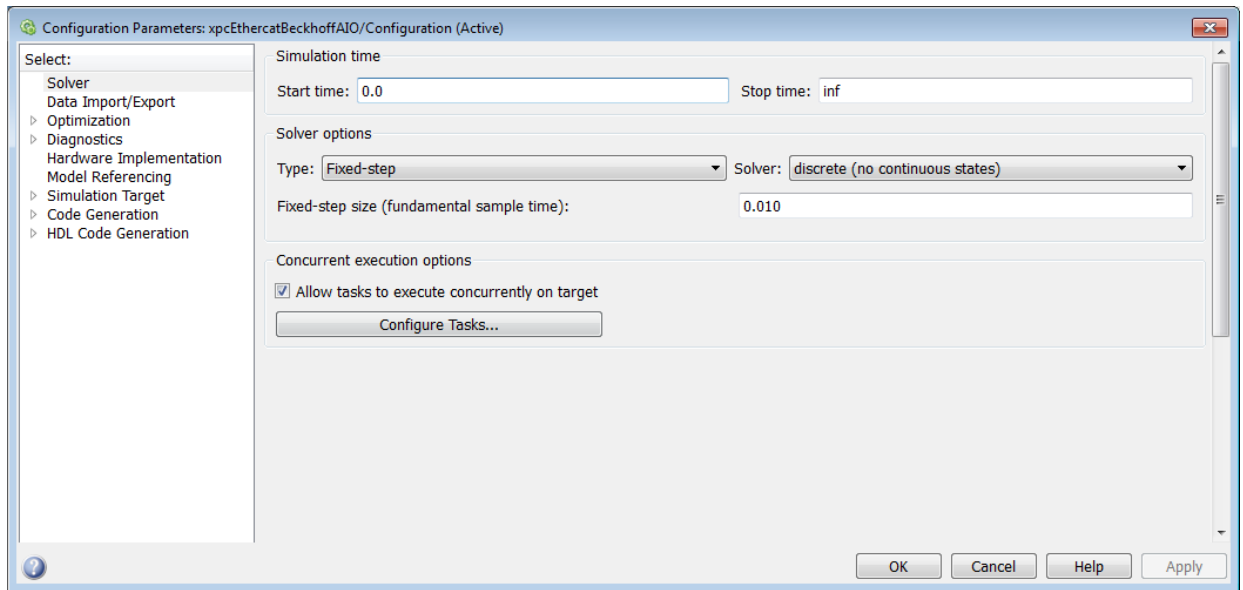 Configuration Parameters: xpcEthercatBeckhoffAIO/Configuration (Active)
Select:
Solver
Data Import/Export
Optimization
Diagnostics
Hardware Implementation
Model Referencing
Simulation Target
Code Generation
HDL Code Generation
Simulation time
Start time: 0.0 Stop time: inf
Solver options
Type: Fixed-step Solver: discrete (no continuous states)
Fixed-step size (fundamental sample time): 0.010
Concurrent execution options
Allow tasks to execute concurrently on target
Configure Tasks...
OK Cancel Help Apply